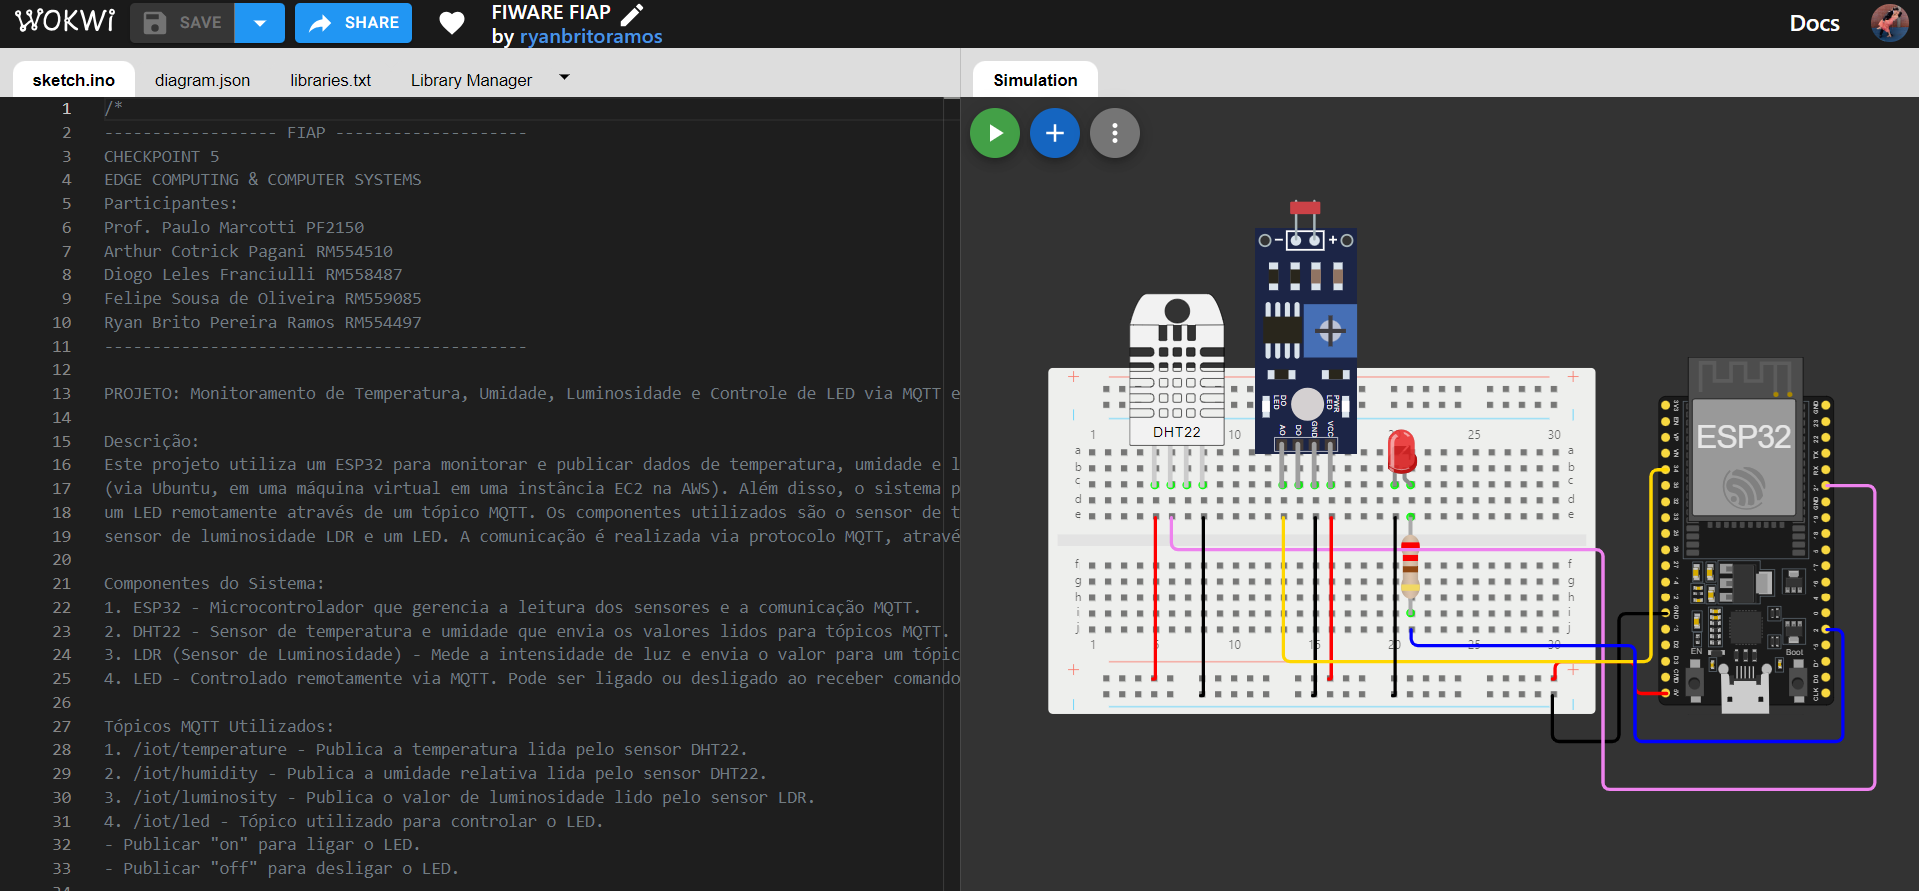 WOKWi
SAVE
SHARE
FIWARE FIAP
by ryanbritoramos
Docs
sketch.ino
diagram.json
libraries.txt
Library Manager
Simulation
1 /*
2 ------------------ FIAP --------------------
3 CHECKPOINT 5
4 EDGE COMPUTING & COMPUTER SYSTEMS
5 Participantes:
6 Prof. Paulo Marcotti PF2150
7 Arthur Cotrick Pagani RM554510
8 Diogo Leles Franciulli RM558487
9 Felipe Sousa de Oliveira RM559085
10 Ryan Brito Pereira Ramos RM554497
11 --------------------------------------------
12
13 PROJETO: Monitoramento de Temperatura, Umidade, Luminosidade e Controle de LED via MQTT e
14
15 Descrição:
16 Este projeto utiliza um ESP32 para monitorar e publicar dados de temperatura, umidade e l
17 (via Ubuntu, em uma máquina virtual em uma instância EC2 na AWS). Além disso, o sistema p
18 um LED remotamente através de um tópico MQTT. Os componentes utilizados são o sensor de t
19 sensor de luminosidade LDR e um LED. A comunicação é realizada via protocolo MQTT, atravé
20
21 Componentes do Sistema:
22 1. ESP32 - Microcontrolador que gerencia a leitura dos sensores e a comunicação MQTT.
23 2. DHT22 - Sensor de temperatura e umidade que envia os valores lidos para tópicos MQTT.
24 3. LDR (Sensor de Luminosidade) - Mede a intensidade de luz e envia o valor para um tópic
25 4. LED - Controlado remotamente via MQTT. Pode ser ligado ou desligado ao receber comando
26
27 Tópicos MQTT Utilizados:
28 1. /iot/temperature - Publica a temperatura lida pelo sensor DHT22.
29 2. /iot/humidity - Publica a umidade relativa lida pelo sensor DHT22.
30 3. /iot/luminosity - Publica o valor de luminosidade lido pelo sensor LDR.
31 4. /iot/led - Tópico utilizado para controlar o LED.
32 - Publicar "on" para ligar o LED.
33 - Publicar "off" para desligar o LED.
DHT22
DO LED
PWR LED
AO DO GND VCC
ESP32
1 10 25 30
a a
b b
c c
d d
e e
f f
g g
h h
i i
j j
1 10 15 20 25 30
EN
Boot